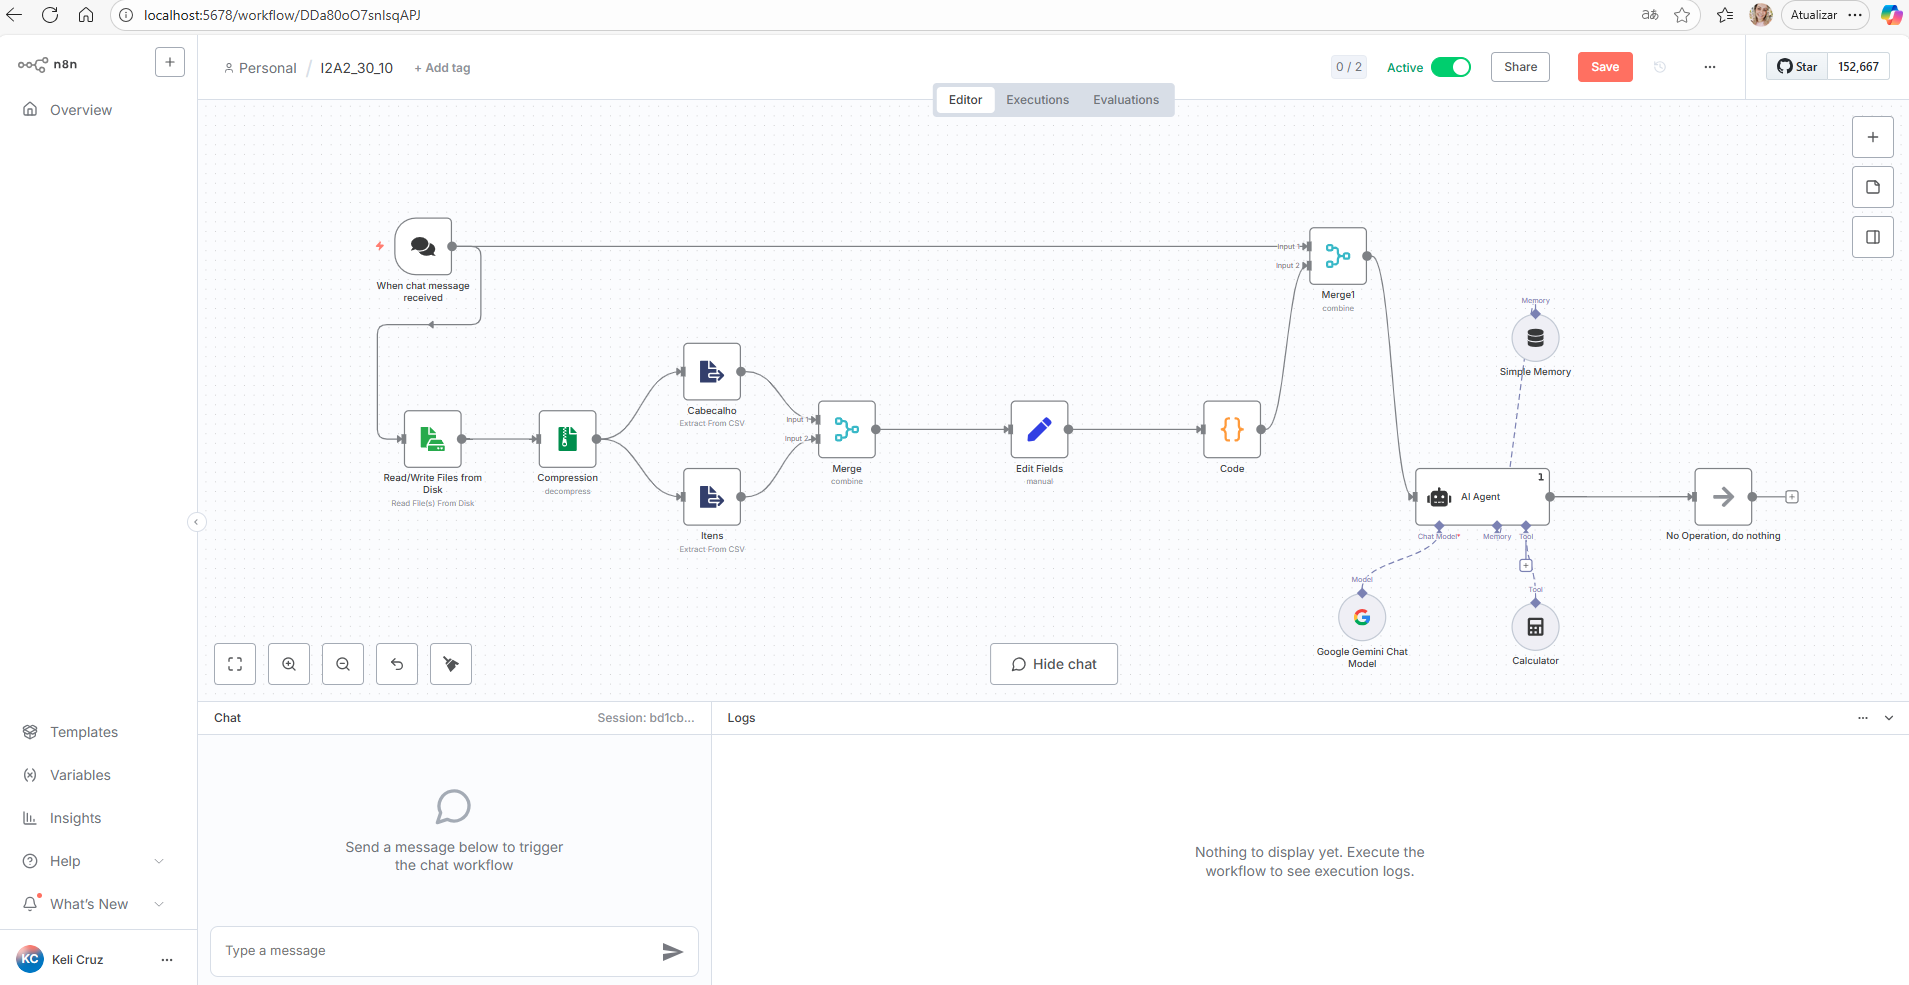 localhost:5678/workflow/DDa80oO7snlsqAPJ
Atualizar
n8n
Personal / I2A2_30_10 + Add tag
0 / 2
Active
Share
Save
Star 152,667
Editor Executions Evaluations
Overview
When chat message
received
Input 1
Input 2
Merge1
combine
Memory
Simple Memory
Cabecalho
Extract From CSV
Read/Write Files from
Disk
Read File(s) From Disk
Compression
decompress
Input 1
Input 2
Merge
combine
Itens
Extract From CSV
Edit Fields
manual
Code
1
AI Agent
Chat Model*
Memory
Tool
No Operation, do nothing
Model
Google Gemini Chat
Model
Tool
Calculator
Hide chat
Templates
Variables
Insights
Help
What's New
KC
Keli Cruz
Chat
Session: bd1cb...
Send a message below to trigger
the chat workflow
Type a message
Logs
Nothing to display yet. Execute the
workflow to see execution logs.